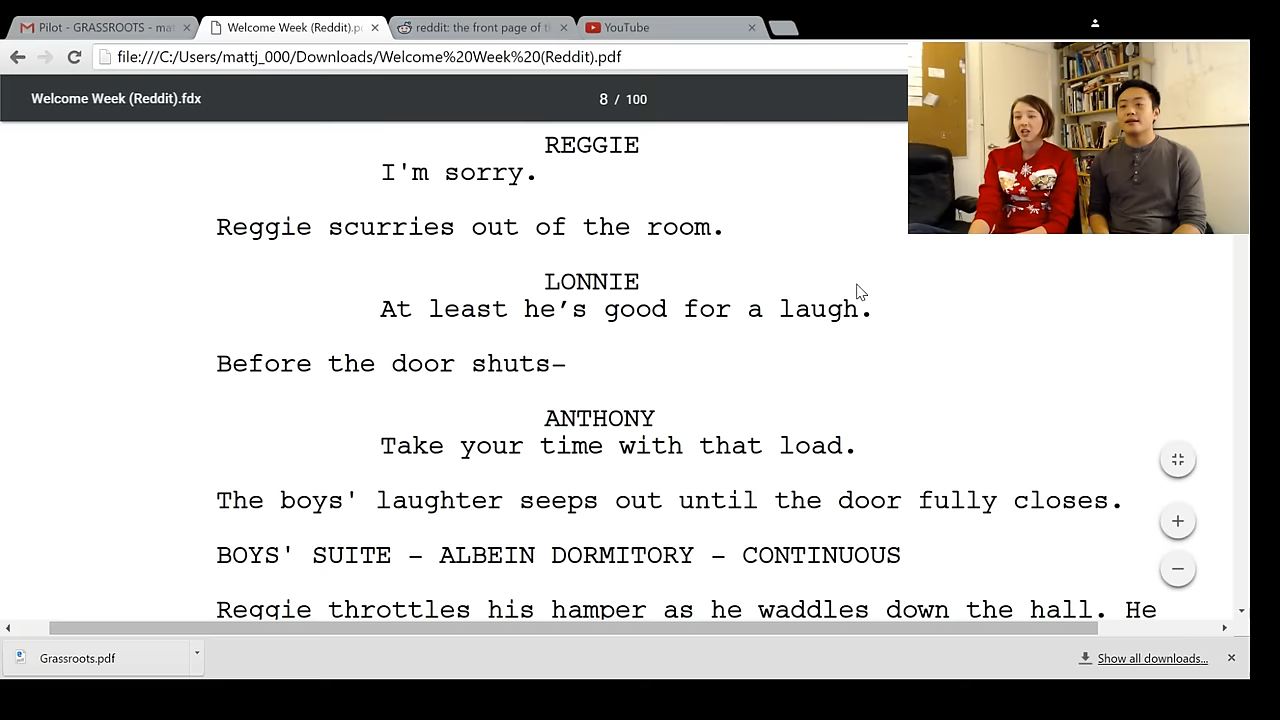 Pilot - GRASSROOTS - ma
Welcome Week (Reddit).p
reddit: the front page of t
YouTube
file:///C:/Users/mattj_000/Downloads/Welcome%20Week%20(Reddit).pdf
Welcome Week (Reddit).fdx
8 / 100
REGGIE
I'm sorry.
Reggie scurries out of the room.
LONNIE
At least he’s good for a laugh.
Before the door shuts–
ANTHONY
Take your time with that load.
The boys' laughter seeps out until the door fully closes.
BOYS' SUITE – ALBEIN DORMITORY – CONTINUOUS
Reggie throttles his hamper as he waddles down the hall. He
Grassroots.pdf
Show all downloads...